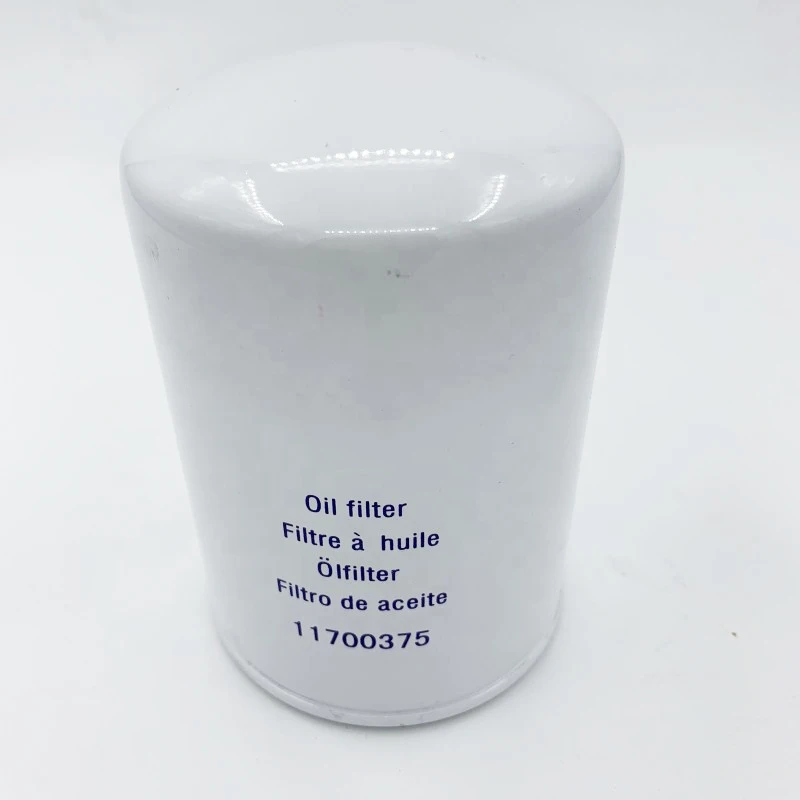 Oil filter
Filtre à huile
Ölfilter
Filtro de aceite
11700375